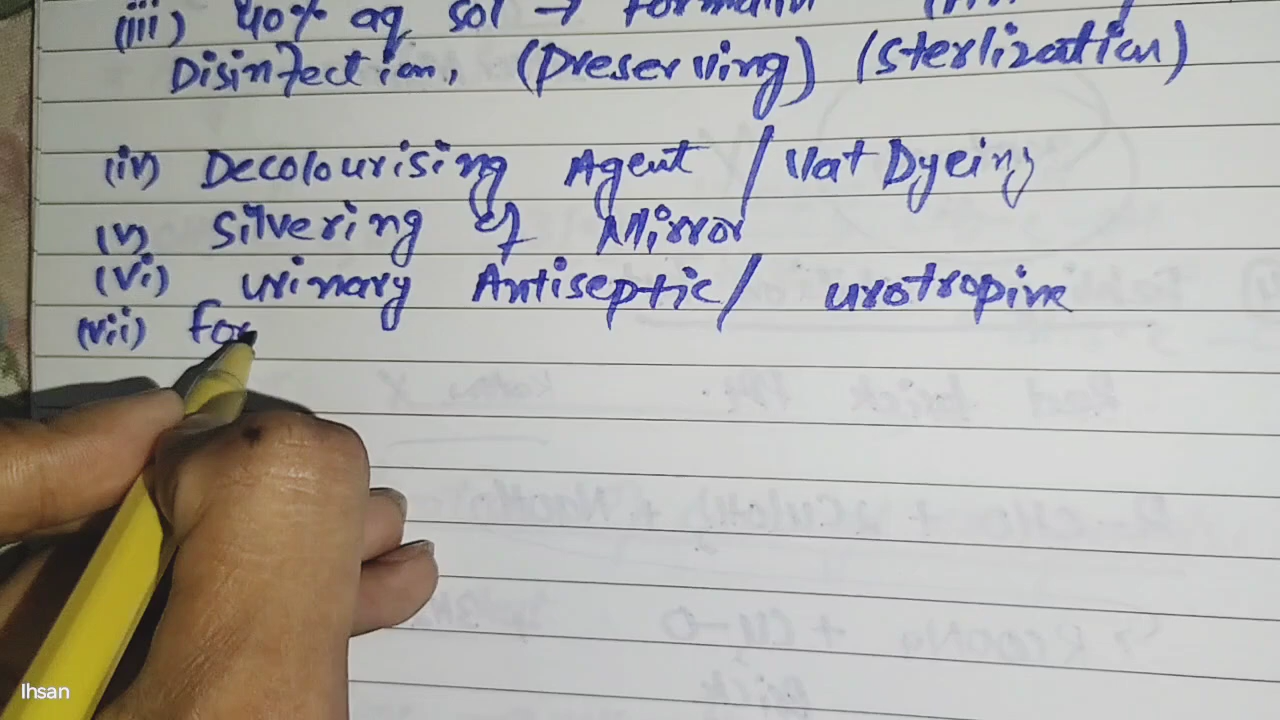 (iii) 40% aq sol → Formalin
Disinfection, (Preserving) (Sterlization)
(iv) Decolourising Agent / Vat Dyeing
(v) Silvering of Mirror
(vi) urinary Antiseptic / urotropine
(vii) for
Ihsan